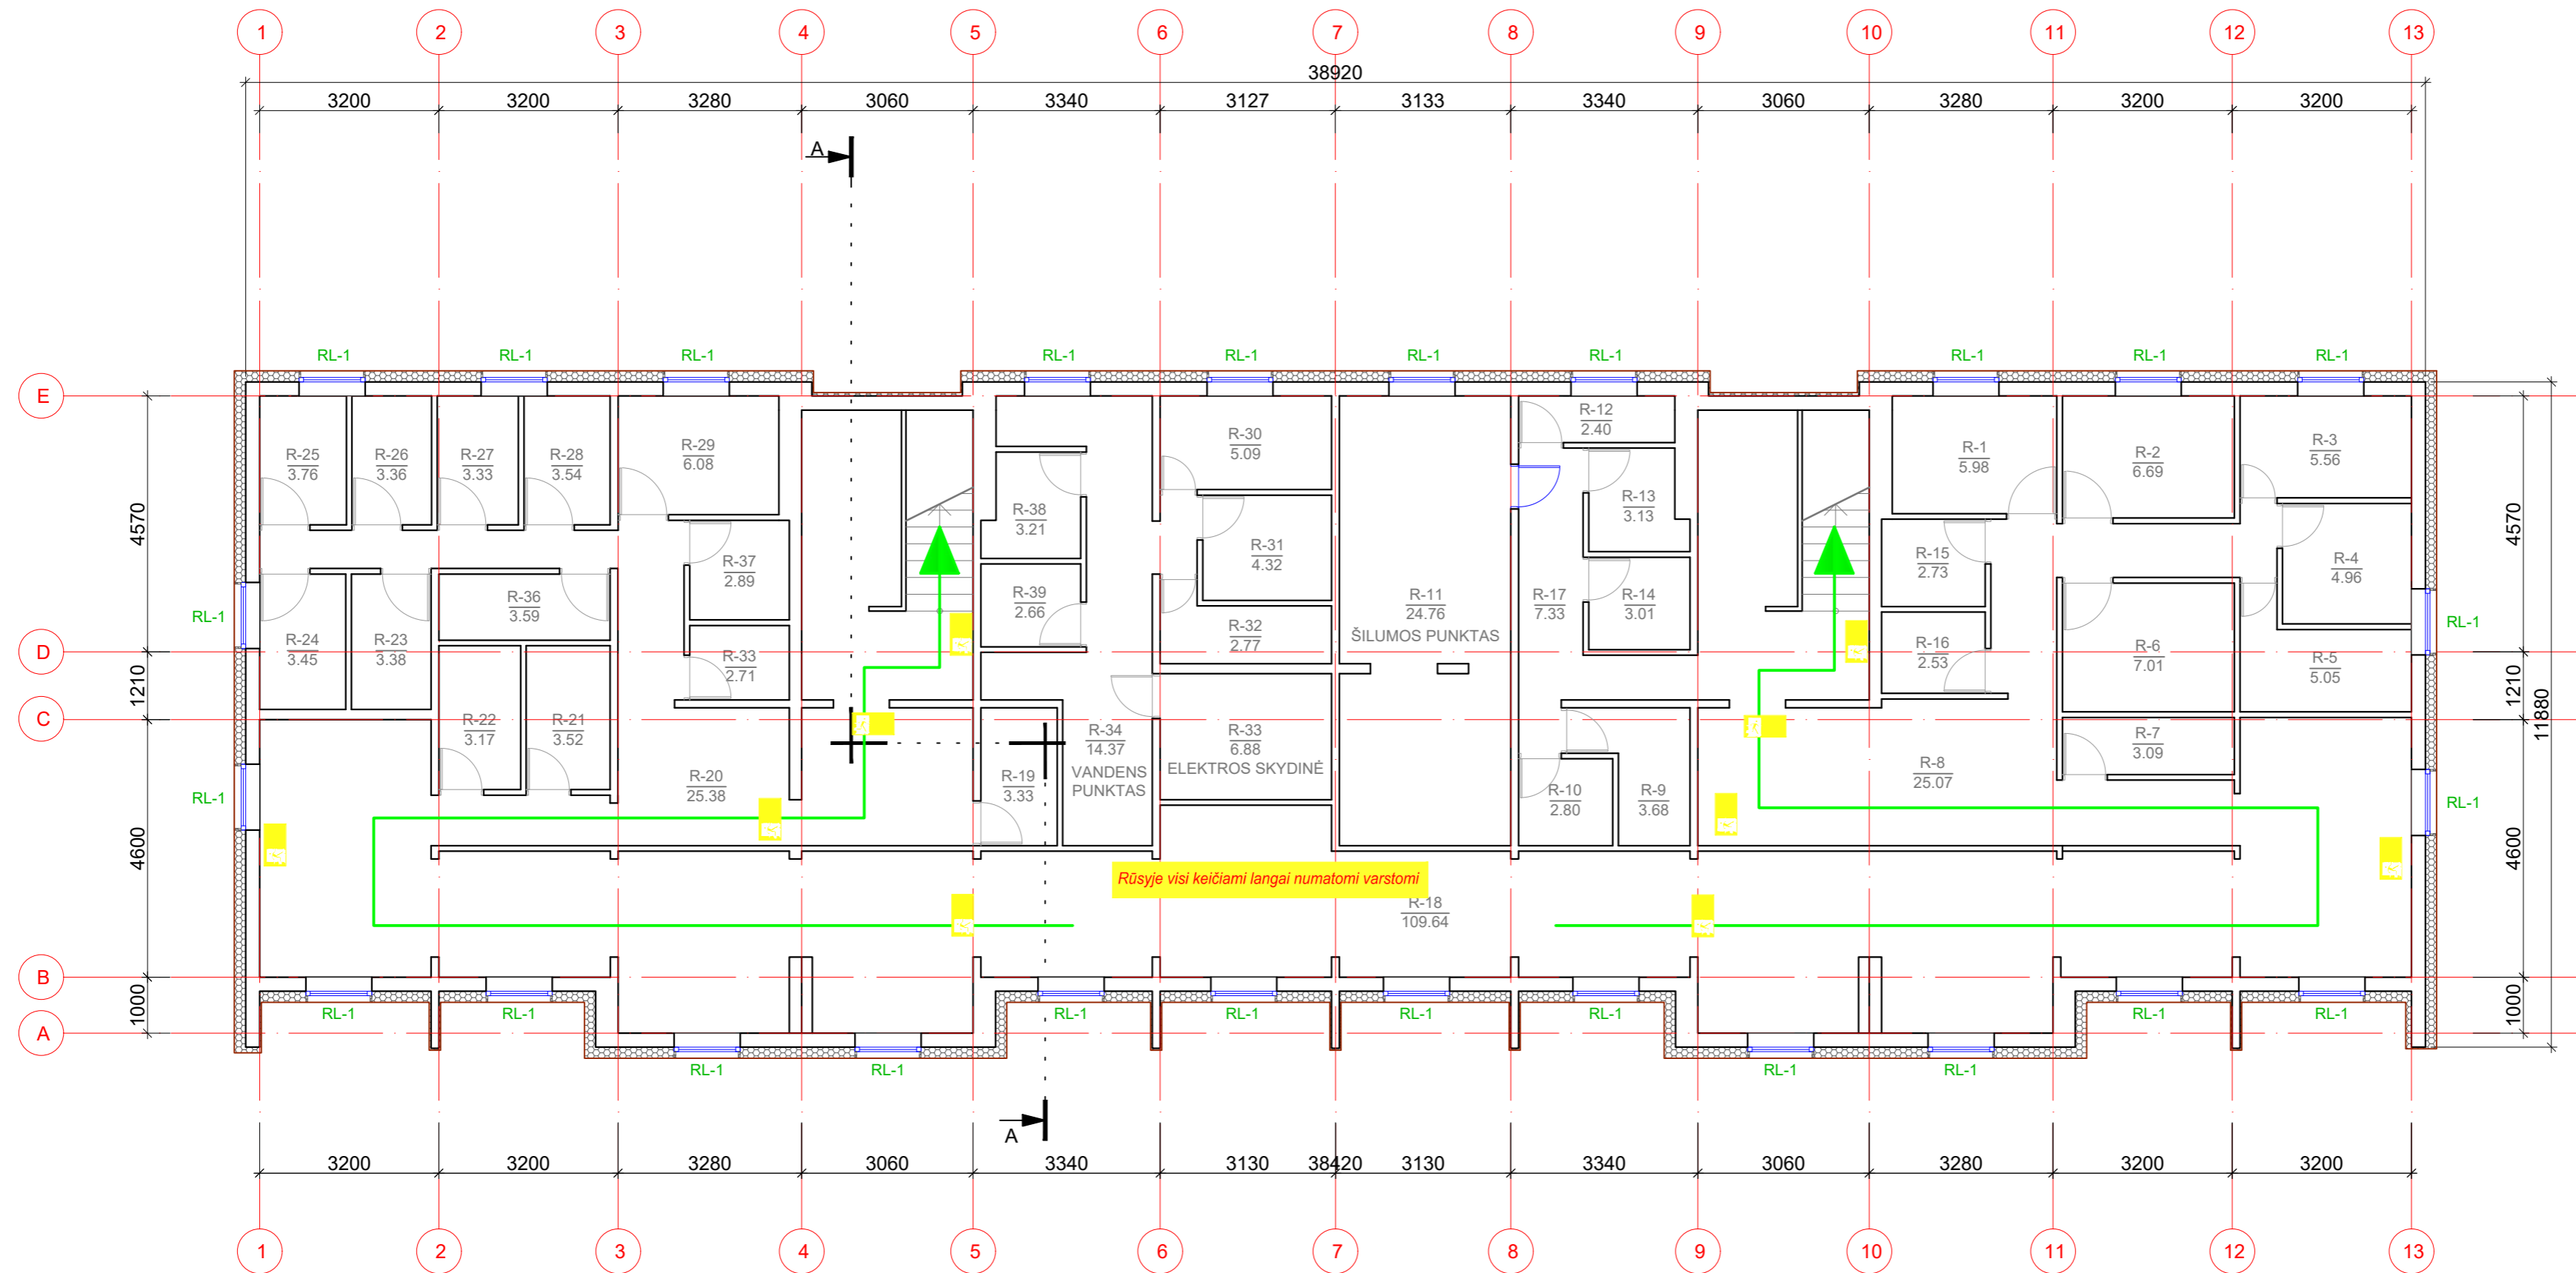 1 2 3 4 5 6 7 8 9 10 11 12 13
38920
3200 3200 3280 3060 3340 3127 3133 3340 3060 3280 3200 3200
A
RL-1 RL-1 RL-1 RL-1 RL-1 RL-1 RL-1 RL-1 RL-1 RL-1
E
R-25
3.76
R-26
3.36
R-27
3.33
R-28
3.54
R-29
6.08
R-30
5.09
R-12
2.40
R-1
5.98
R-2
6.69
R-3
5.56
R-38
3.21
R-13
3.13
R-37
2.89
R-31
4.32
R-15
2.73
R-4
4.96
4570
4570
R-36
3.59
R-39
2.66
R-11
24.76
ŠILUMOS PUNKTAS
R-17
7.33
R-14
3.01
RL-1
RL-1
R-24
3.45
R-23
3.38
R-33
2.71
R-32
2.77
R-16
2.53
R-6
7.01
R-5
5.05
D
1210
1210
11880
C
R-22
3.17
R-21
3.52
R-34
14.37
VANDENS
PUNKTAS
R-33
6.88
ELEKTROS SKYDINĖ
R-7
3.09
R-20
25.38
R-19
3.33
R-10
2.80
R-9
3.68
R-8
25.07
RL-1
RL-1
4600
4600
Rūsyje visi keičiami langai numatomi varstomi
R-18
109.64
B
1000
1000
A
RL-1 RL-1 RL-1 RL-1 RL-1 RL-1 RL-1 RL-1
RL-1 RL-1 RL-1 RL-1
A
3200 3200 3280 3060 3340 3130 38420 3130 3340 3060 3280 3200 3200
1 2 3 4 5 6 7 8 9 10 11 12 13